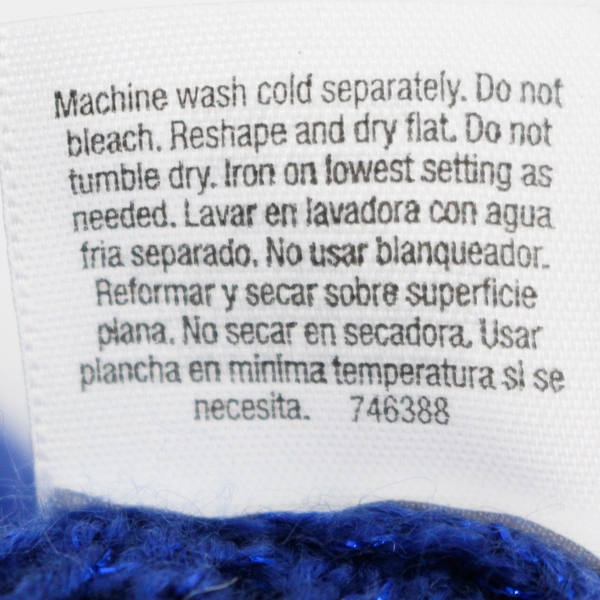 Machine wash cold separately. Do not
bleach. Reshape and dry flat. Do not
tumble dry. Iron on lowest setting as
needed. Lavar en lavadora con agua
fria separado. No usar blanqueador.
Reformar y secar sobre superficie
plana. No secar en secadora. Usar
plancha en minima temperatura si se
necesita. 746388